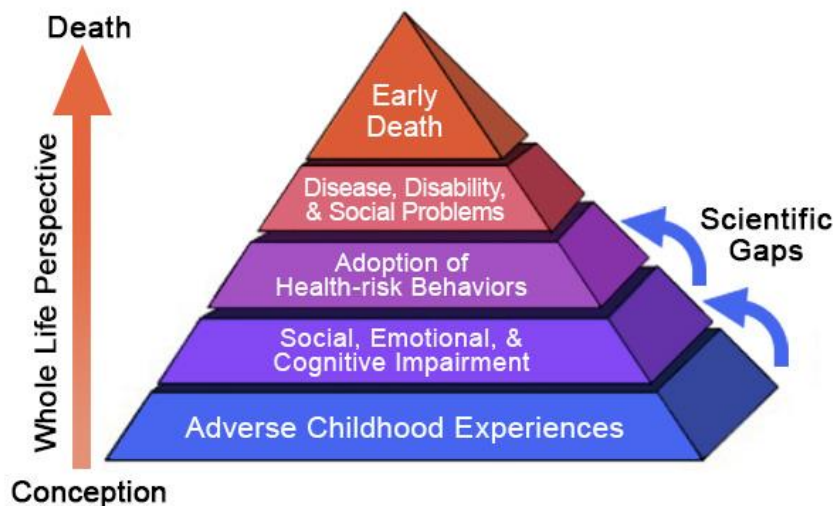 Death
Whole Life Perspective
Conception
Early
Death
Disease, Disability,
& Social Problems
Adoption of
Health-risk Behaviors
Social, Emotional, &
Cognitive Impairment
Adverse Childhood Experiences
Scientific
Gaps